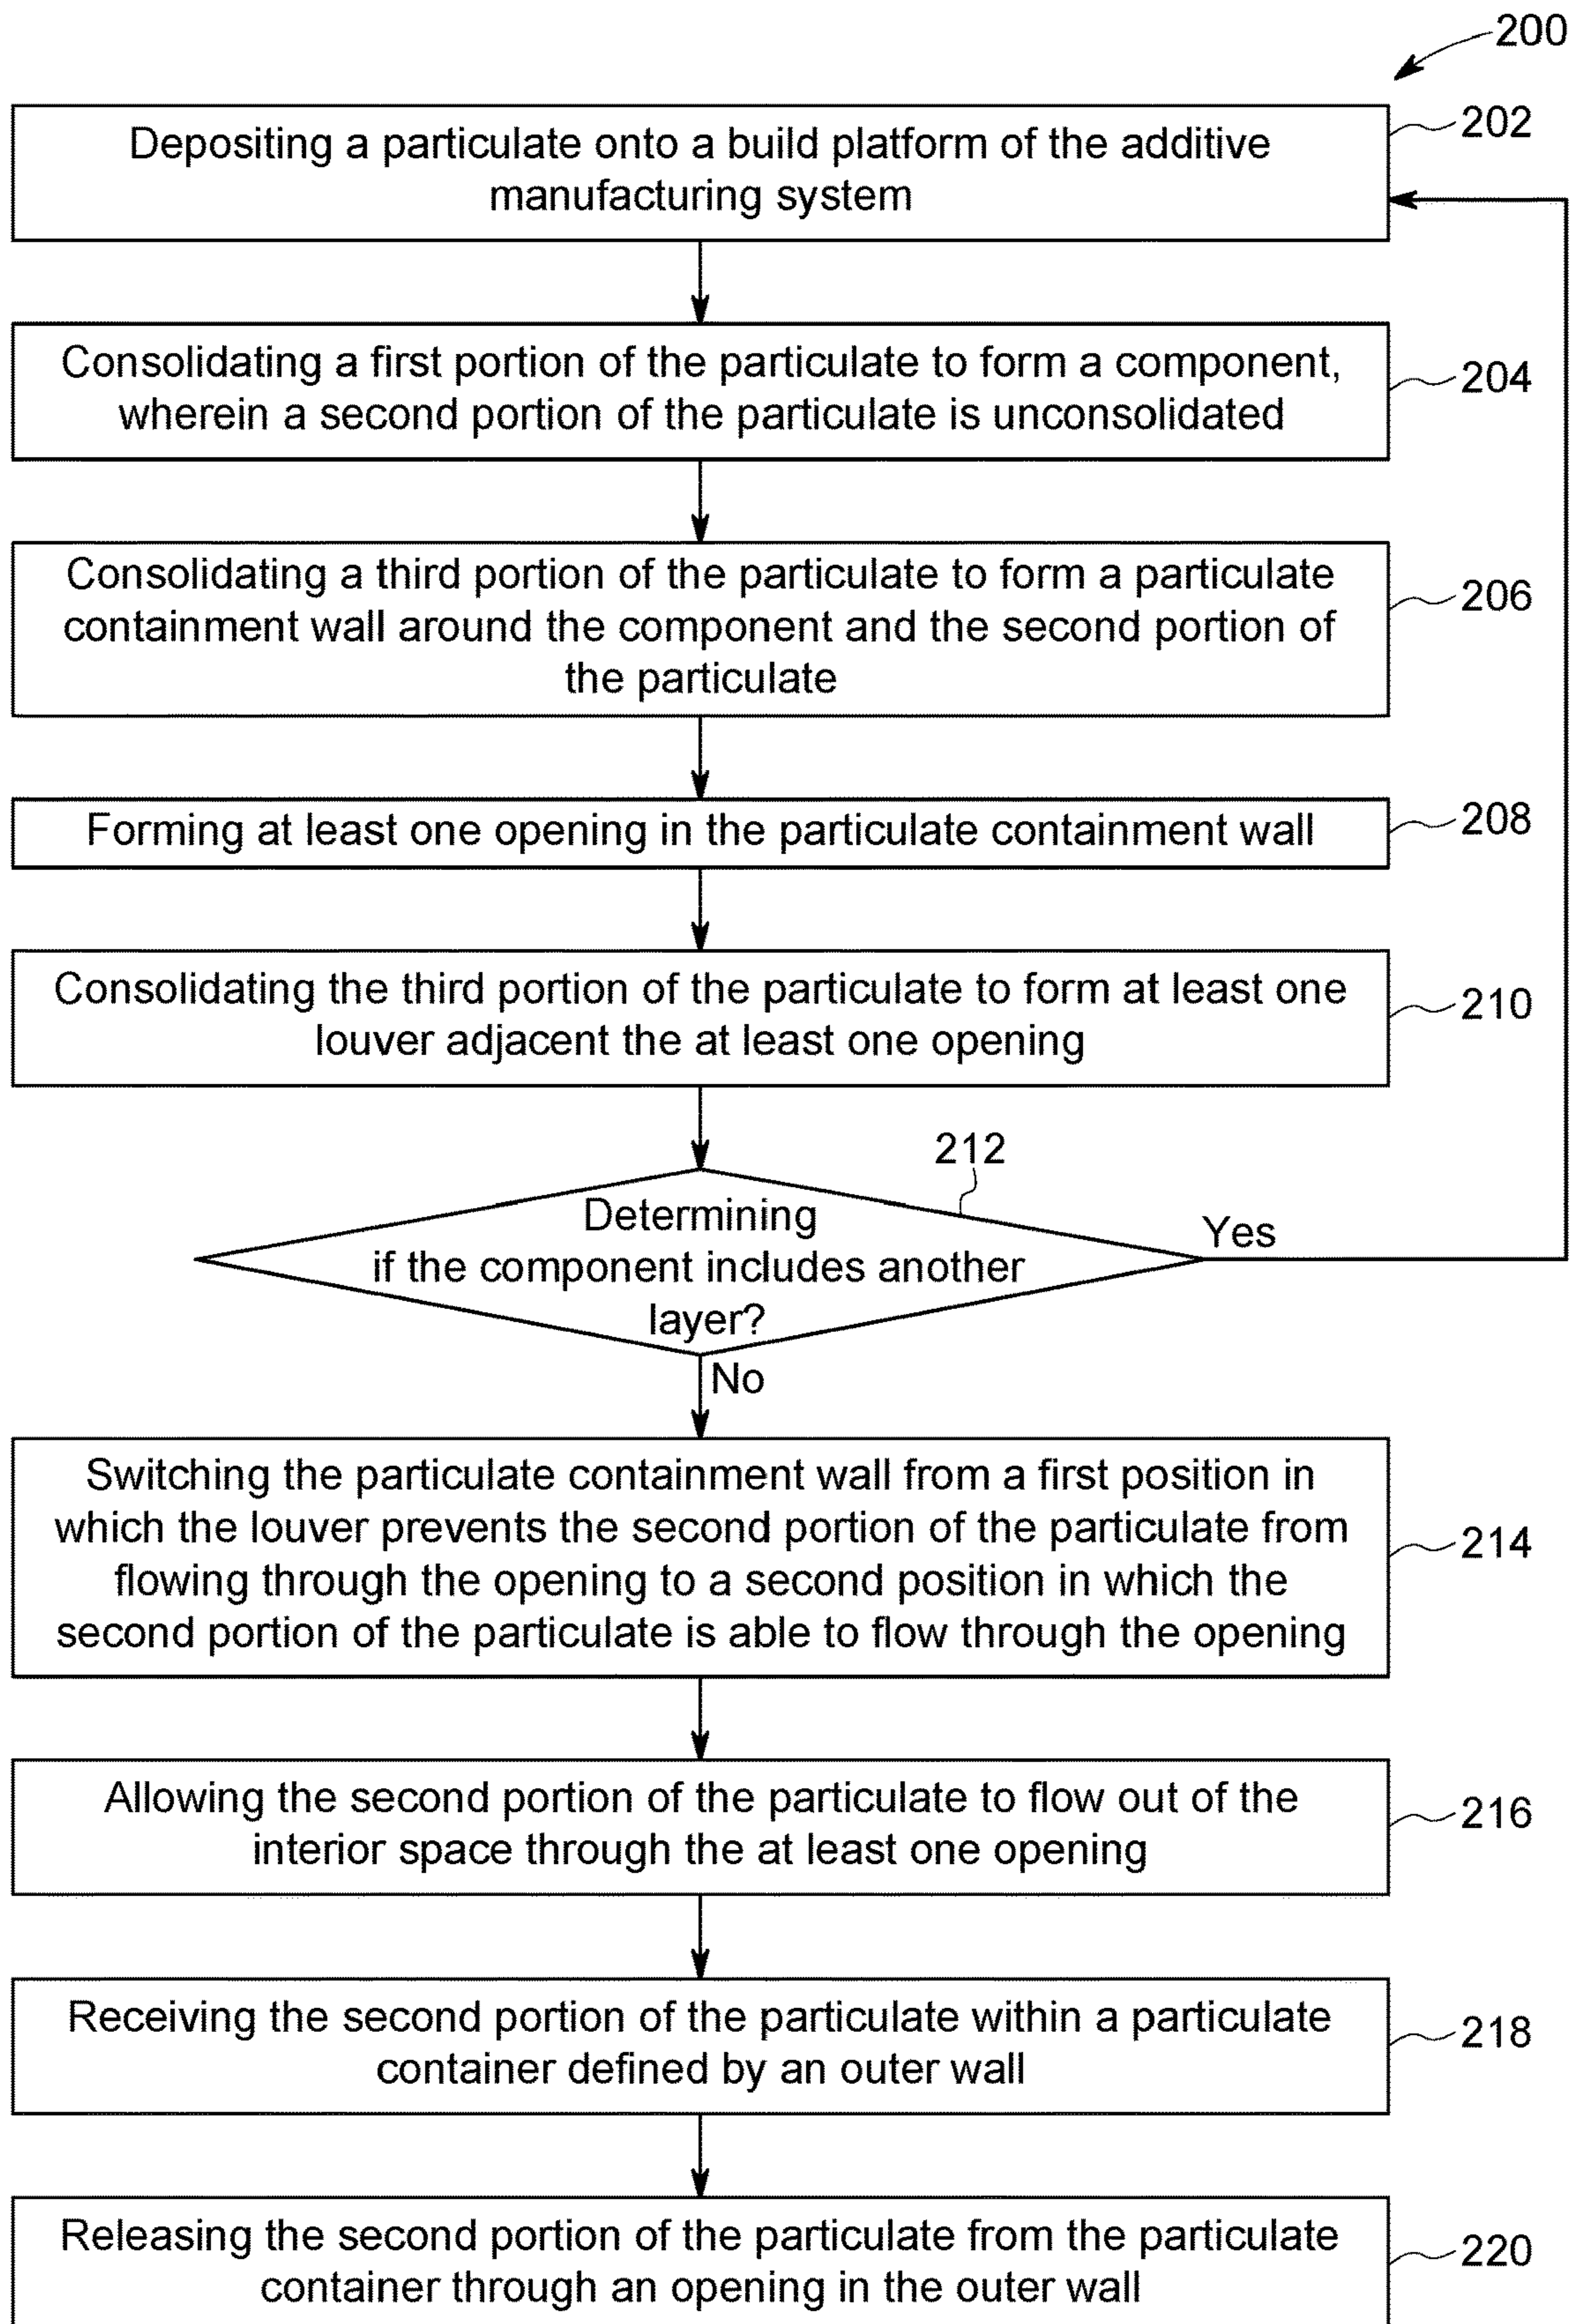 200
Depositing a particulate onto a build platform of the additive
manufacturing system
202
Consolidating a first portion of the particulate to form a component,
wherein a second portion of the particulate is unconsolidated
204
Consolidating a third portion of the particulate to form a particulate
containment wall around the component and the second portion of
the particulate
206
Forming at least one opening in the particulate containment wall
208
Consolidating the third portion of the particulate to form at least one
louver adjacent the at least one opening
210
212
Determining
if the component includes another
layer?
Yes
No
Switching the particulate containment wall from a first position in
which the louver prevents the second portion of the particulate from
flowing through the opening to a second position in which the
second portion of the particulate is able to flow through the opening
214
Allowing the second portion of the particulate to flow out of the
interior space through the at least one opening
216
Receiving the second portion of the particulate within a particulate
container defined by an outer wall
218
Releasing the second portion of the particulate from the particulate
container through an opening in the outer wall
220